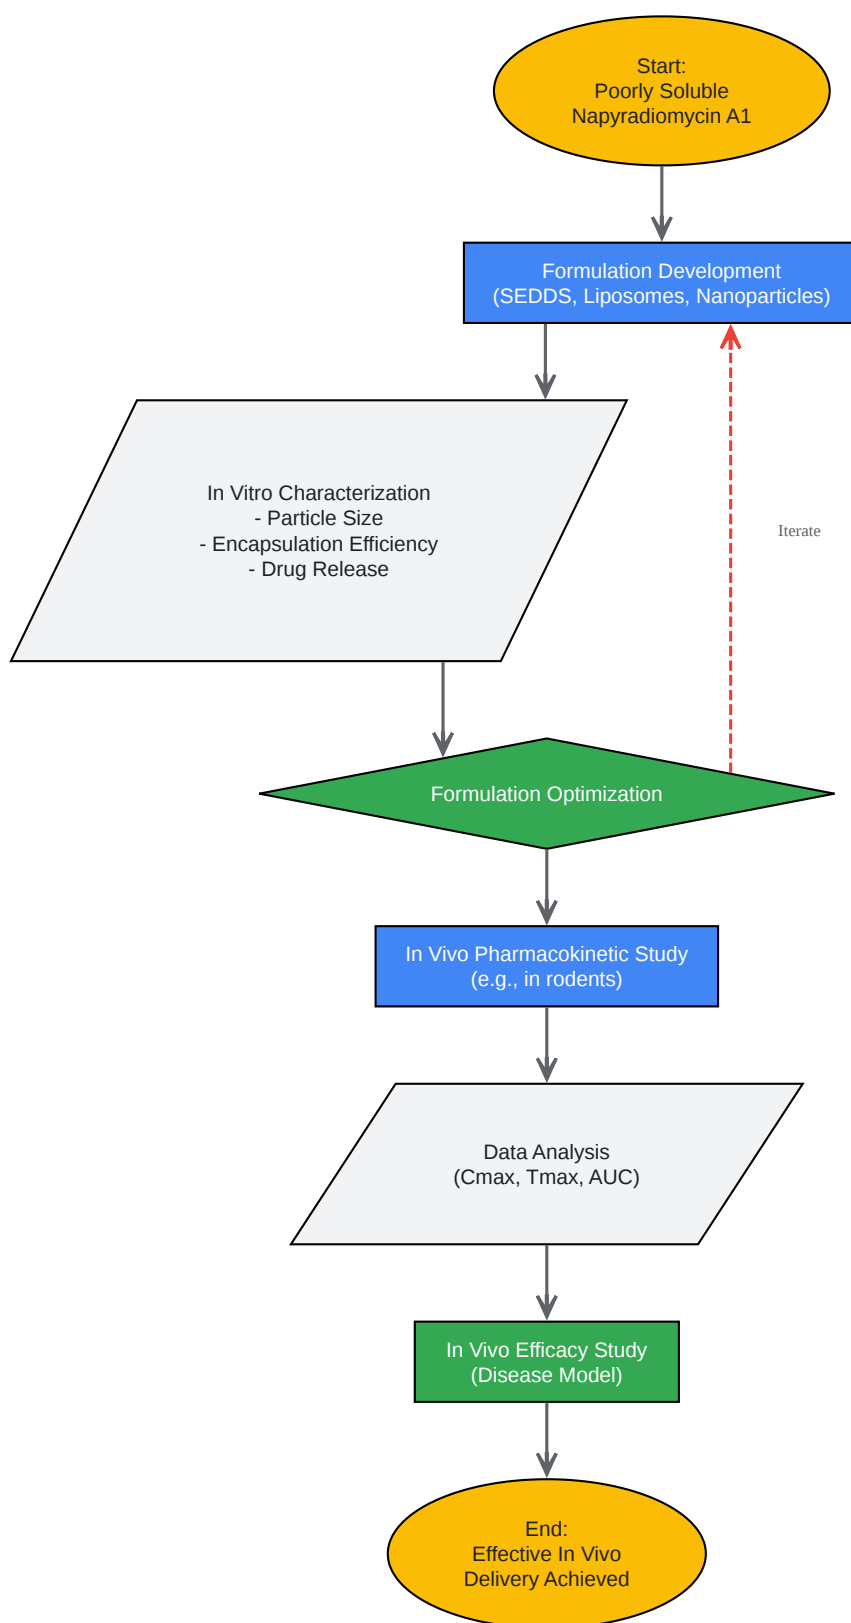 Start:
Poorly Soluble
Napyradiomycin A1
Formulation Development
(SEDDS, Liposomes, Nanoparticles)
In Vitro Characterization
- Particle Size
- Encapsulation Efficiency
- Drug Release
Iterate
Formulation Optimization
In Vivo Pharmacokinetic Study
(e.g., in rodents)
Data Analysis
(Cmax, Tmax, AUC)
In Vivo Efficacy Study
(Disease Model)
End:
Effective In Vivo
Delivery Achieved